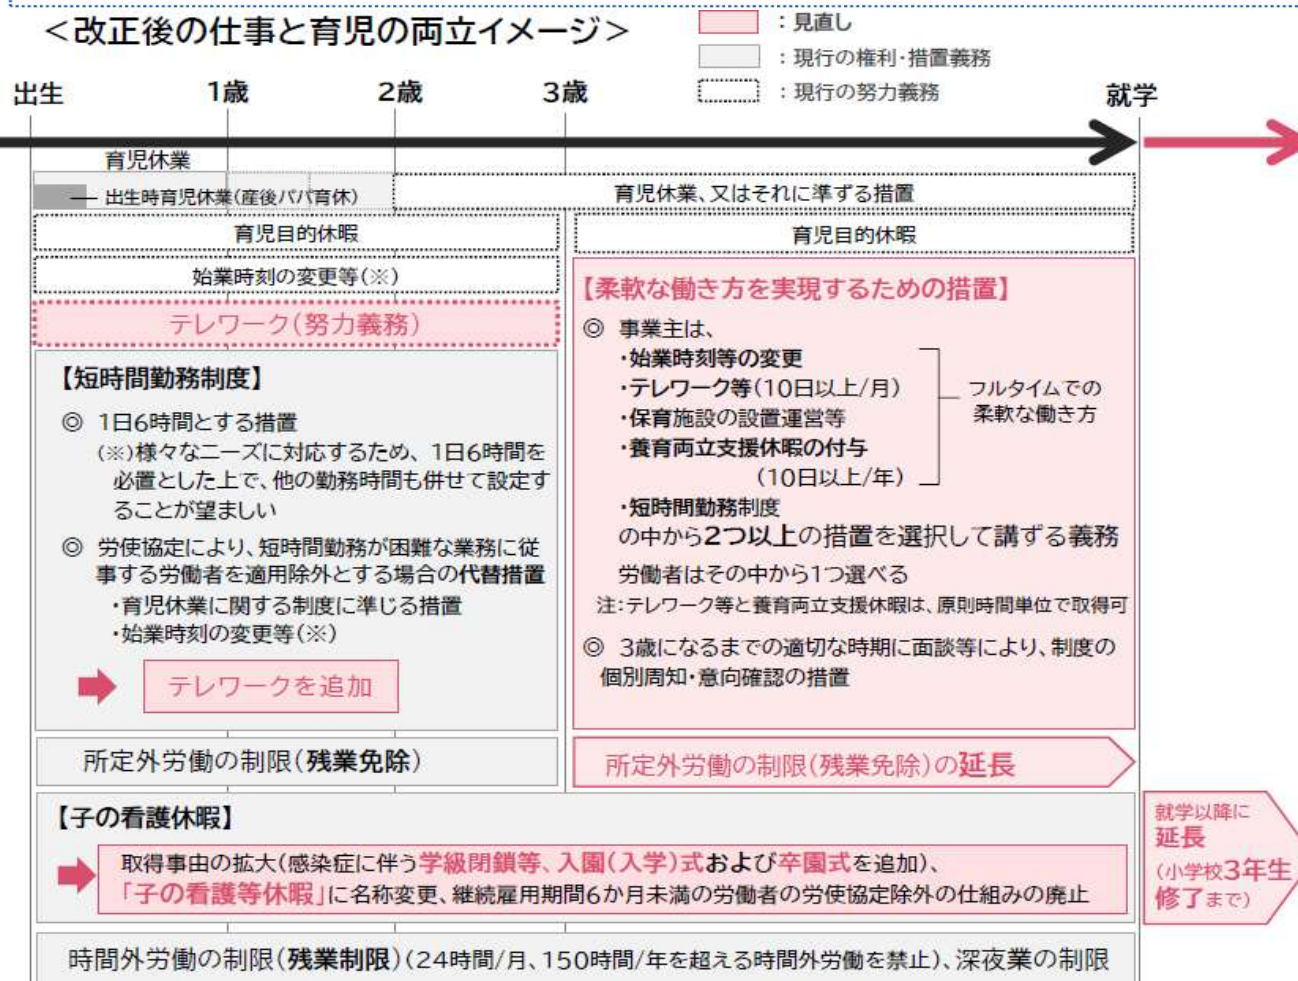 ＜改正後の仕事と育児の両立イメージ＞
：見直し
：現行の権利・措置義務
：現行の努力義務
出生
1歳
2歳
3歳
就学
育児休業
出生時育児休業(産後パパ育休)
育児休業、又はそれに準ずる措置
育児目的休暇
育児目的休暇
始業時刻の変更等(※)
テレワーク(努力義務)
【短時間勤務制度】
◎ 1日6時間とする措置
(※)様々なニーズに対応するため、1日6時間を
必置とした上で、他の勤務時間も併せて設定す
ることが望ましい
◎ 労使協定により、短時間勤務が困難な業務に従
事する労働者を適用除外とする場合の代替措置
・育児休業に関する制度に準じる措置
・始業時刻の変更等(※)
テレワークを追加
【柔軟な働き方を実現するための措置】
◎ 事業主は、
・始業時刻等の変更
・テレワーク等(10日以上/月)
・保育施設の設置運営等
・養育両立支援休暇の付与
(10日以上/年)
フルタイムでの
柔軟な働き方
・短時間勤務制度
の中から2つ以上の措置を選択して講ずる義務
労働者はその中から1つ選べる
注：テレワーク等と養育両立支援休暇は、原則時間単位で取得可
◎ 3歳になるまでの適切な時期に面談等により、制度の
個別周知・意向確認の措置
所定外労働の制限(残業免除)
所定外労働の制限(残業免除)の延長
【子の看護休暇】
取得事由の拡大(感染症に伴う学級閉鎖等、入園(入学)式および卒園式を追加)、
「子の看護等休暇」に名称変更、継続雇用期間6か月未満の労働者の労使協定除外の仕組みの廃止
就学以降に
延長
(小学校3年生
修了まで)
時間外労働の制限(残業制限)(24時間/月、150時間/年を超える時間外労働を禁止)、深夜業の制限